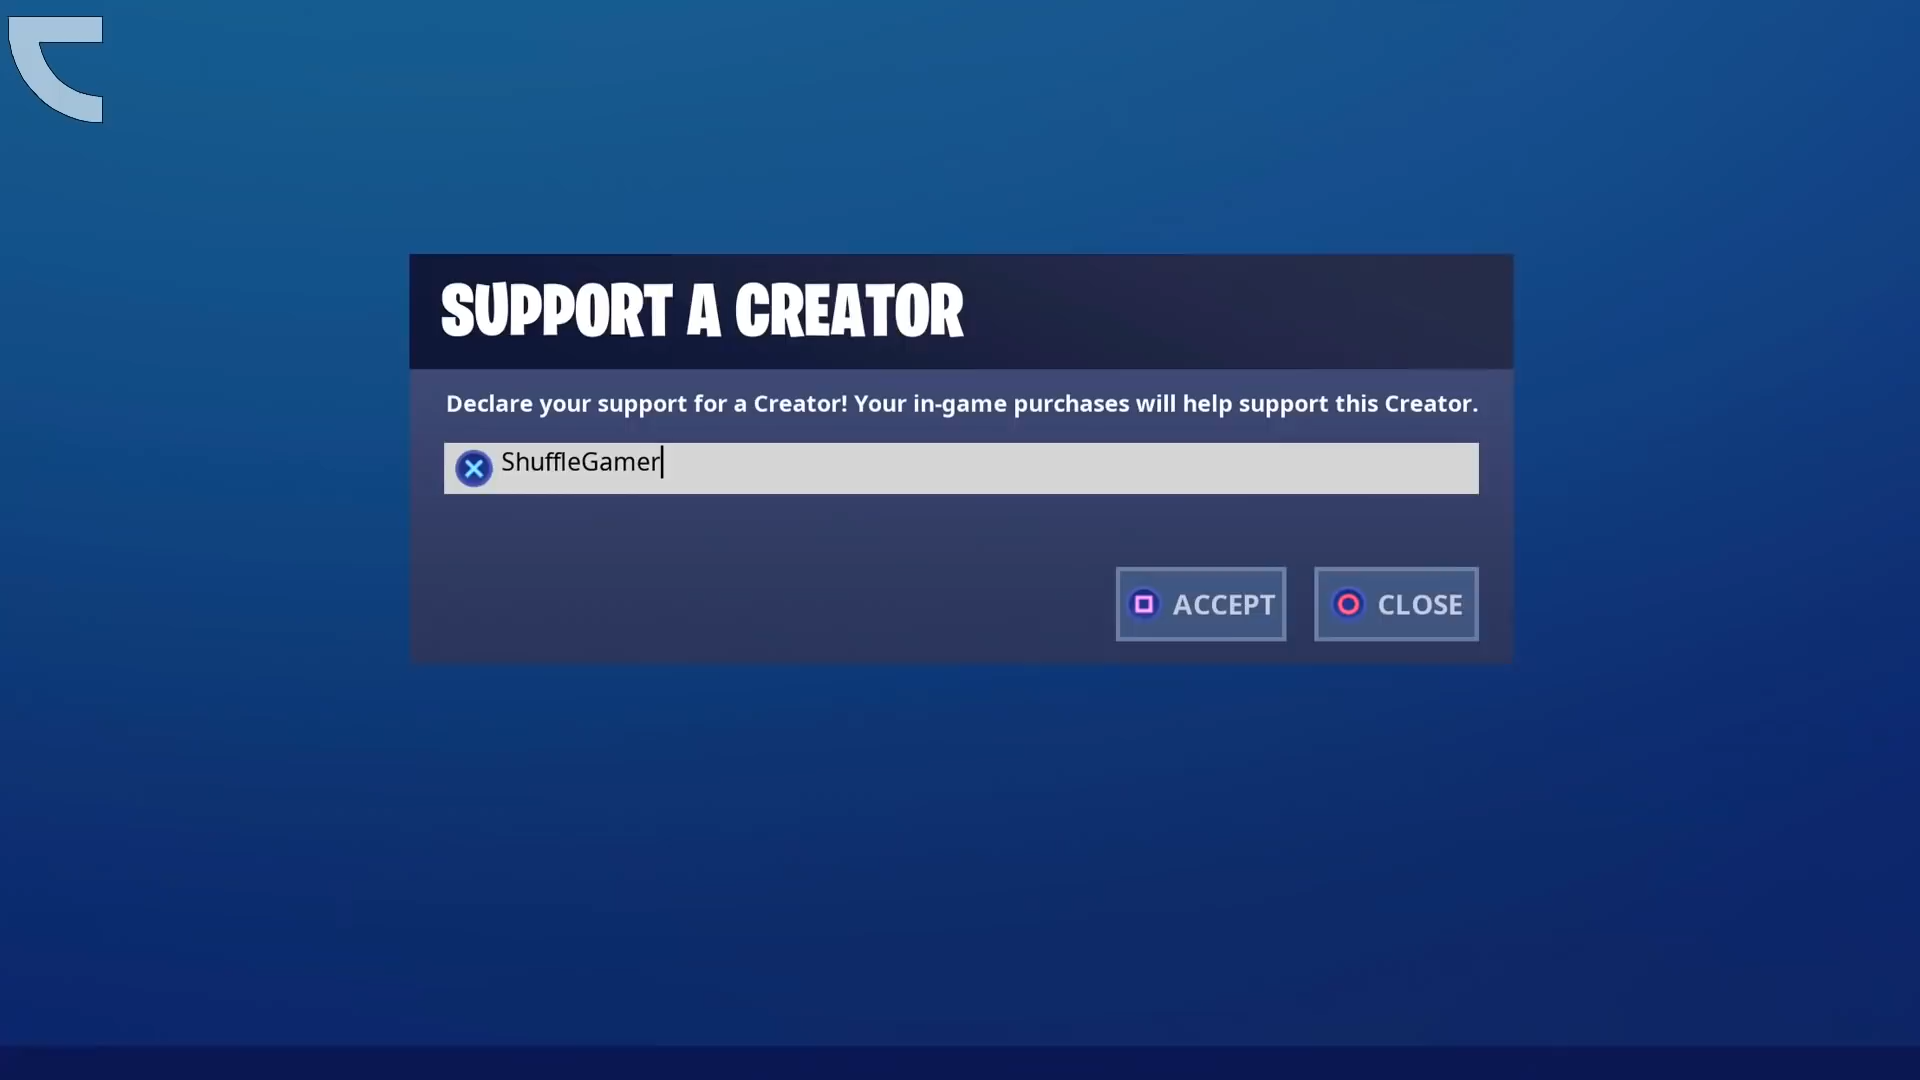 SUPPORT A CREATOR
Declare your support for a Creator! Your in-game purchases will help support this Creator.
ShuffleGamer
ACCEPT
CLOSE